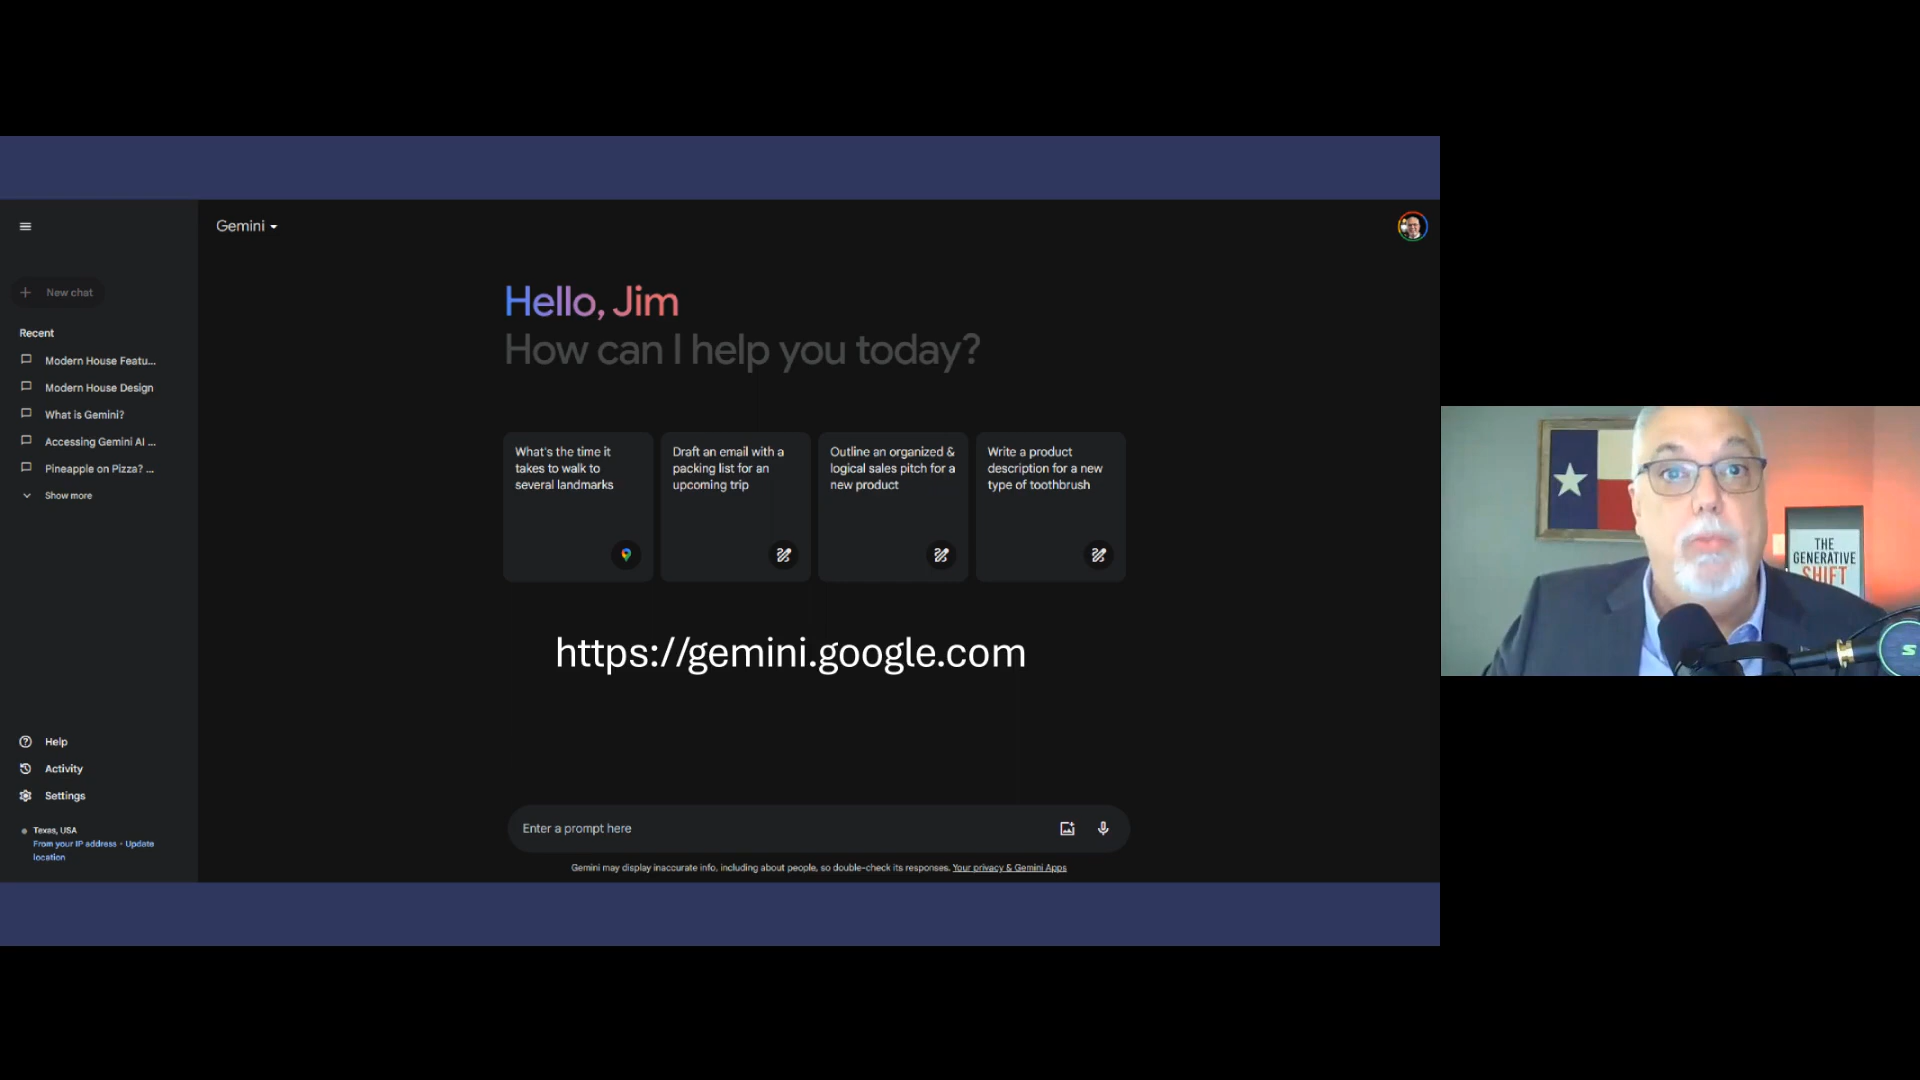 Gemini
New chat
Recent
Modern House Featu...
Modern House Design
What is Gemini?
Accessing Gemini AI ...
Pineapple on Pizza? ...
Show more
Help
Activity
Settings
Texas, USA
From your IP address • Update
location
Hello, Jim
How can I help you today?
What's the time it
takes to walk to
several landmarks
Draft an email with a
packing list for an
upcoming trip
Outline an organized &
logical sales pitch for a
new product
Write a product
description for a new
type of toothbrush
https://gemini.google.com
Enter a prompt here
Gemini may display inaccurate info, including about people, so double-check its responses. Your privacy & Gemini Apps
THE
GENERATIVE
SHIFT
S